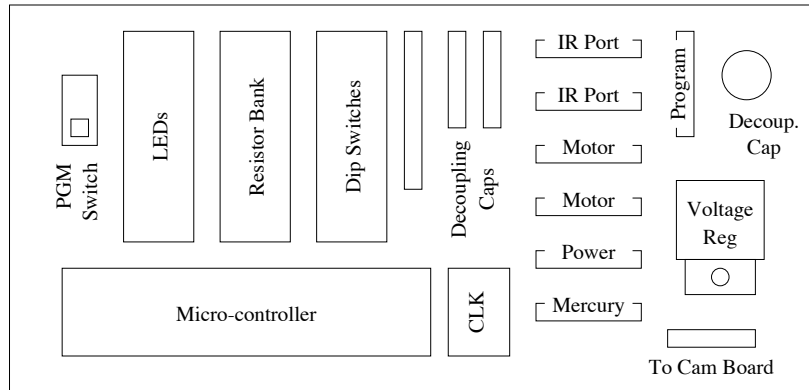 PGM
Switch
LEDs
Resistor Bank
Dip Switches
Decoupling
Caps
IR Port
IR Port
Motor
Motor
Power
Mercury
Program
Decoup.
Cap
Voltage
Reg
Micro-controller
CLK
To Cam Board